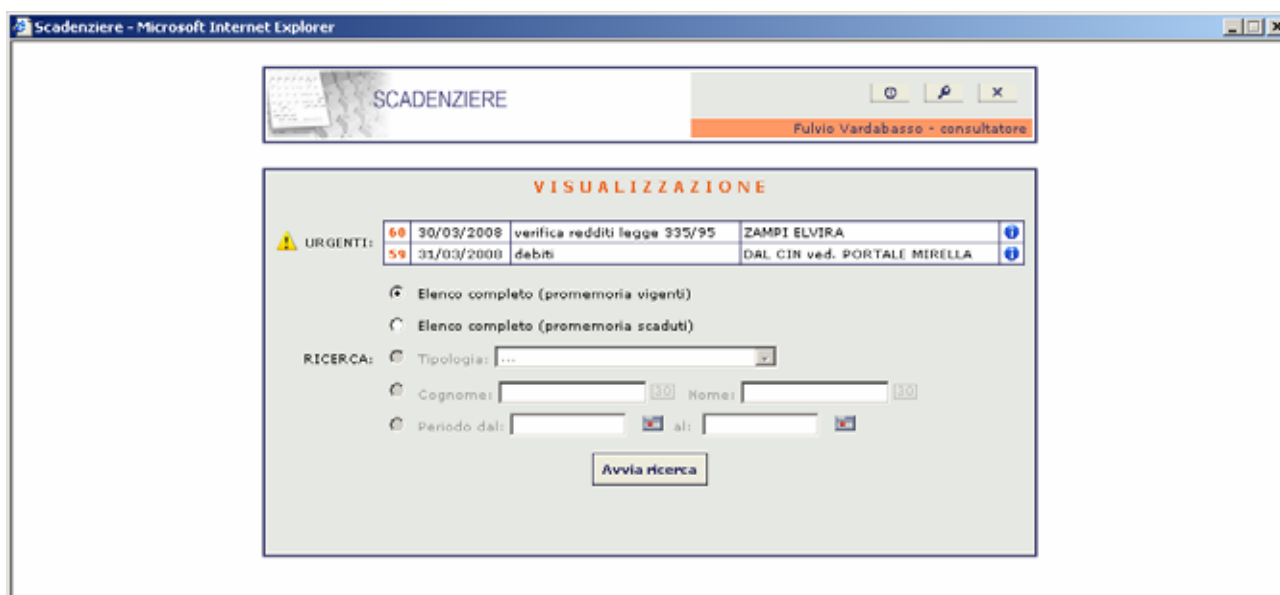 Scadenziere - Microsoft Internet Explorer
SCADENZIERE
Fulvio Vardabasso - consultatore
VISUALIZZAZIONE
URGENTI: 60 30/03/2008 verifica redditi legge 335/95 ZAMPI ELVIRA
59 31/03/2008 debiti DAL CIN ved. PORTALE MIRELLA
Elenco completo (promemoria vigenti)
Elenco completo (promemoria scaduti)
RICERCA: Tipologia: ...
Cognome: 30 Nome: 30
Periodo dal: al:
Avvia ricerca